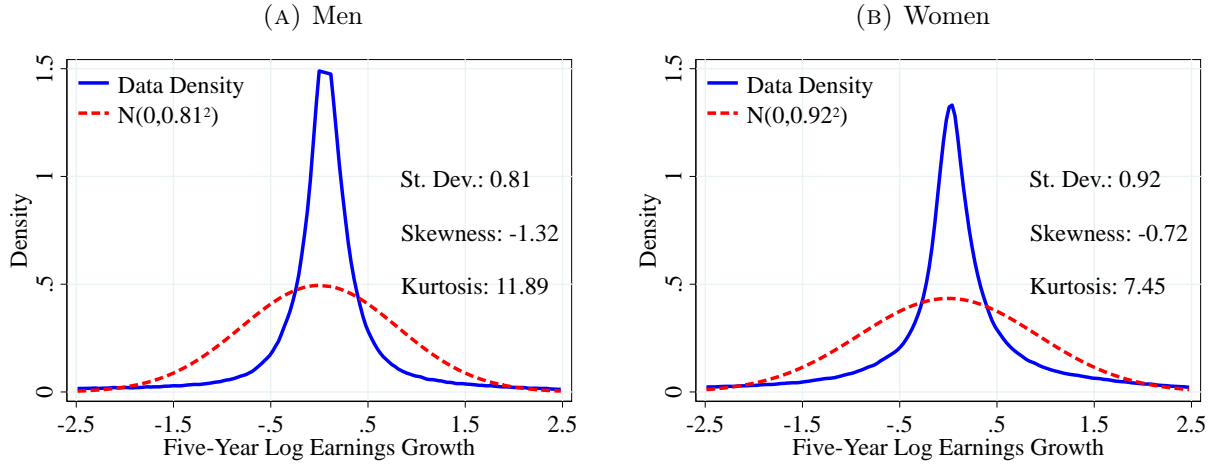 (A) Men
1.5
Data Density
N(0,0.81²)
St. Dev.: 0.81
1
Skewness: -1.32
Kurtosis: 11.89
.5
0
Density
-2.5 -1.5 -.5 .5 1.5 2.5
Five-Year Log Earnings Growth
(B) Women
1.5
Data Density
N(0,0.92²)
St. Dev.: 0.92
1
Skewness: -0.72
Kurtosis: 7.45
.5
0
Density
-2.5 -1.5 -.5 .5 1.5 2.5
Five-Year Log Earnings Growth